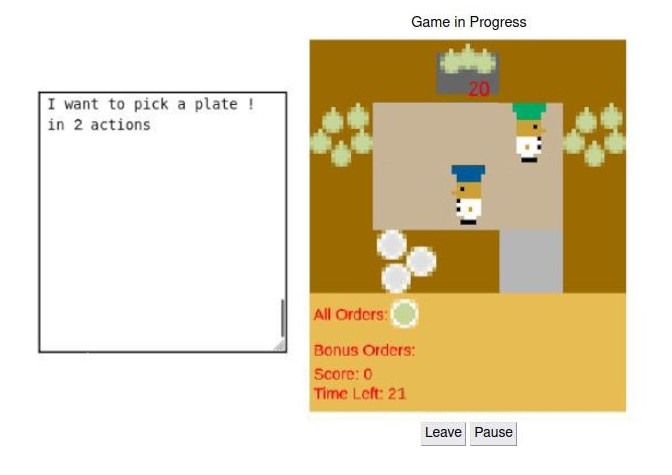 Game in Progress
I want to pick a plate !
in 2 actions
20
All Orders:
Bonus Orders:
Score: 0
Time Left: 21
Leave Pause